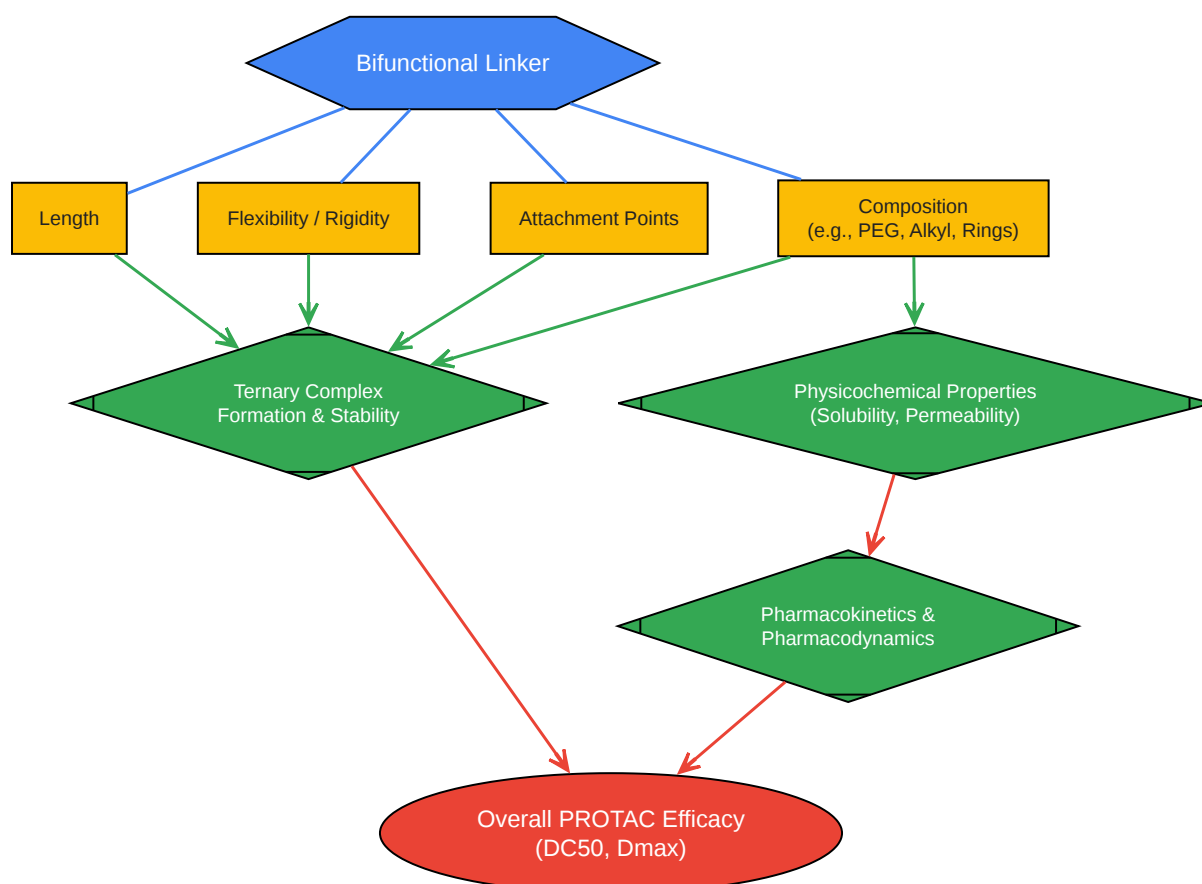 Bifunctional Linker
Length
Flexibility / Rigidity
Attachment Points
Composition
(e.g., PEG, Alkyl, Rings)
Ternary Complex
Formation & Stability
Physicochemical Properties
(Solubility, Permeability)
Pharmacokinetics &
Pharmacodynamics
Overall PROTAC Efficacy
(DC50, Dmax)